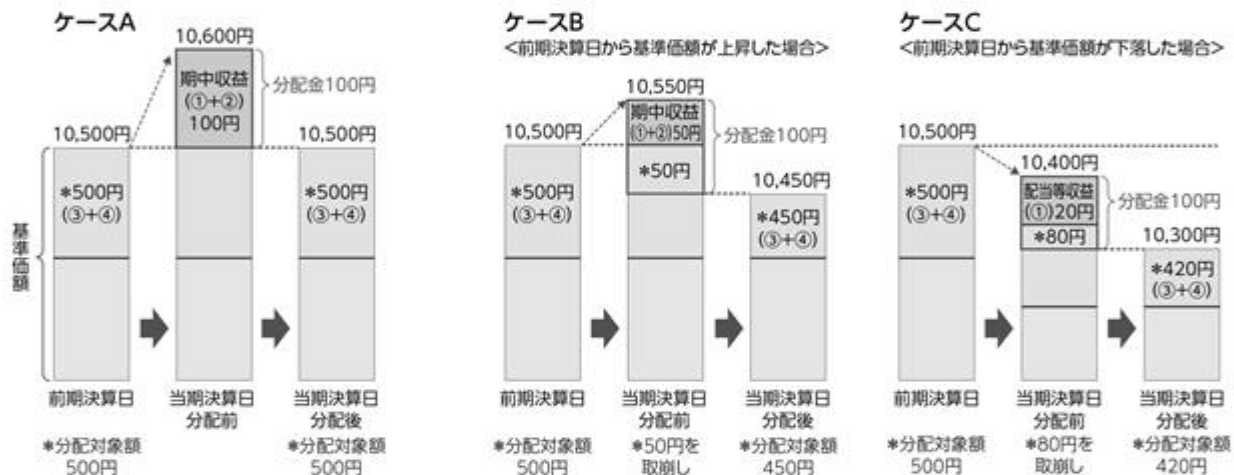 ケースA
10,600円
期中収益
(①+②)
100円
分配金100円
10,500円
10,500円
*500円
(③+④)
*500円
(③+④)
基準価額
前期決算日
当期決算日
分配前
当期決算日
分配後
*分配対象額
500円
*分配対象額
500円
ケースB
<前期決算日から基準価額が上昇した場合>
10,550円
期中収益
(①+②)50円
分配金100円
10,500円
*50円
10,450円
*500円
(③+④)
*450円
(③+④)
前期決算日
当期決算日
分配前
当期決算日
分配後
*分配対象額
500円
*50円を
取崩し
*分配対象額
450円
ケースC
<前期決算日から基準価額が下落した場合>
10,500円
10,400円
配当等収益
(①)20円
分配金100円
*80円
10,300円
*500円
(③+④)
*420円
(③+④)
前期決算日
当期決算日
分配前
当期決算日
分配後
*分配対象額
500円
*80円を
取崩し
*分配対象額
420円